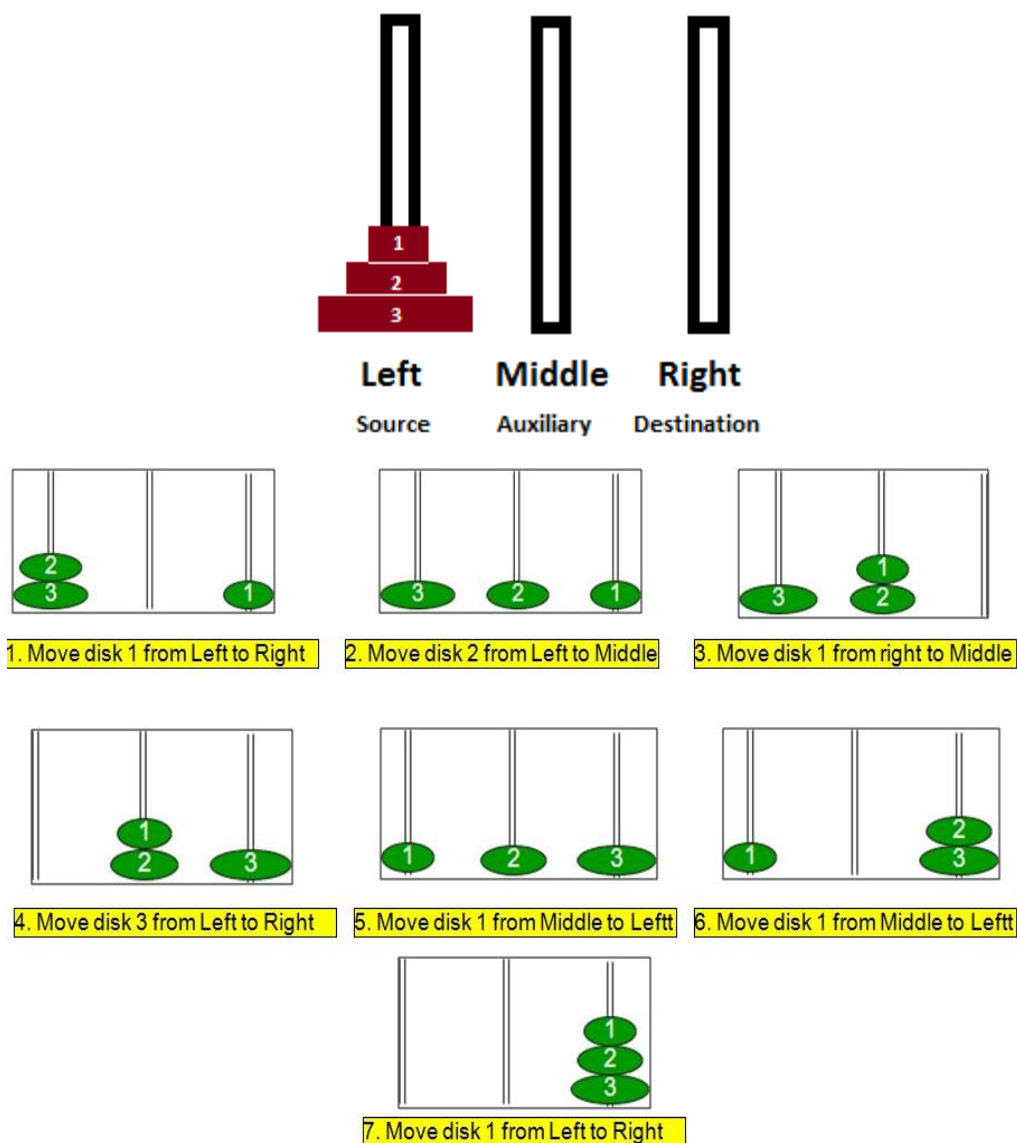 1
2
3
Left Middle Right
Source Auxiliary Destination
2
3 1
3 2 1
1
3 2
1. Move disk 1 from Left to Right
2. Move disk 2 from Left to Middle
3. Move disk 1 from right to Middle
1
2 3
1 2 3
2
1 3
4. Move disk 3 from Left to Right
5. Move disk 1 from Middle to Leftt
6. Move disk 1 from Middle to Leftt
1
2
3
7. Move disk 1 from Left to Right